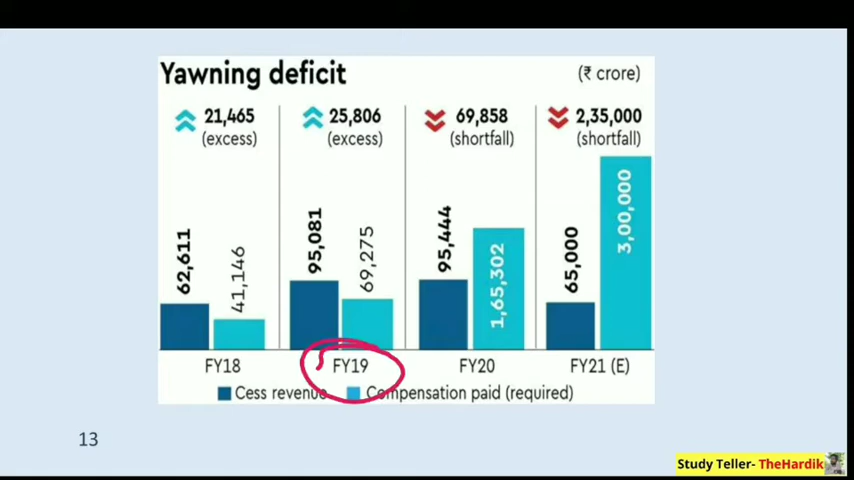 Yawning deficit
(₹ crore)
21,465
(excess)
25,806
(excess)
69,858
(shortfall)
2,35,000
(shortfall)
62,611
41,146
95,081
69,275
95,444
1,65,302
65,000
3,00,000
FY18
FY19
FY20
FY21 (E)
Cess revenue
Compensation paid (required)
13
Study Teller- TheHardik